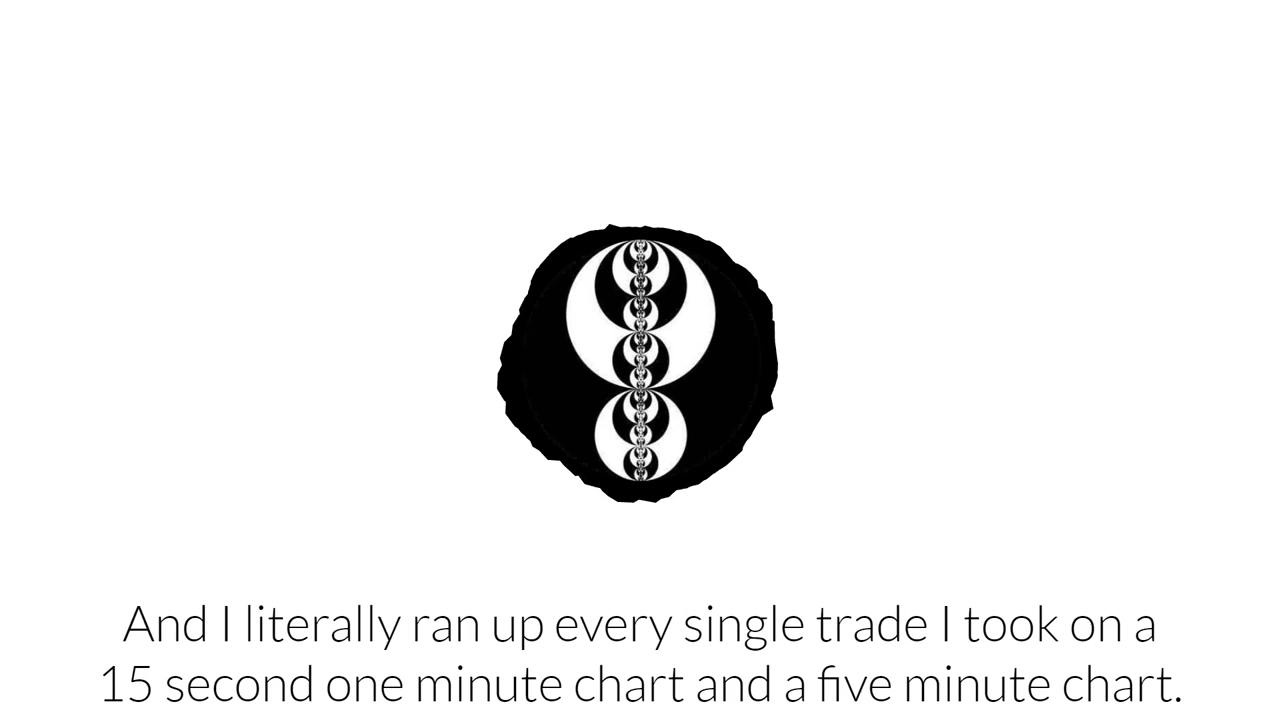 And I literally ran up every single trade I took on a
15 second one minute chart and a five minute chart.